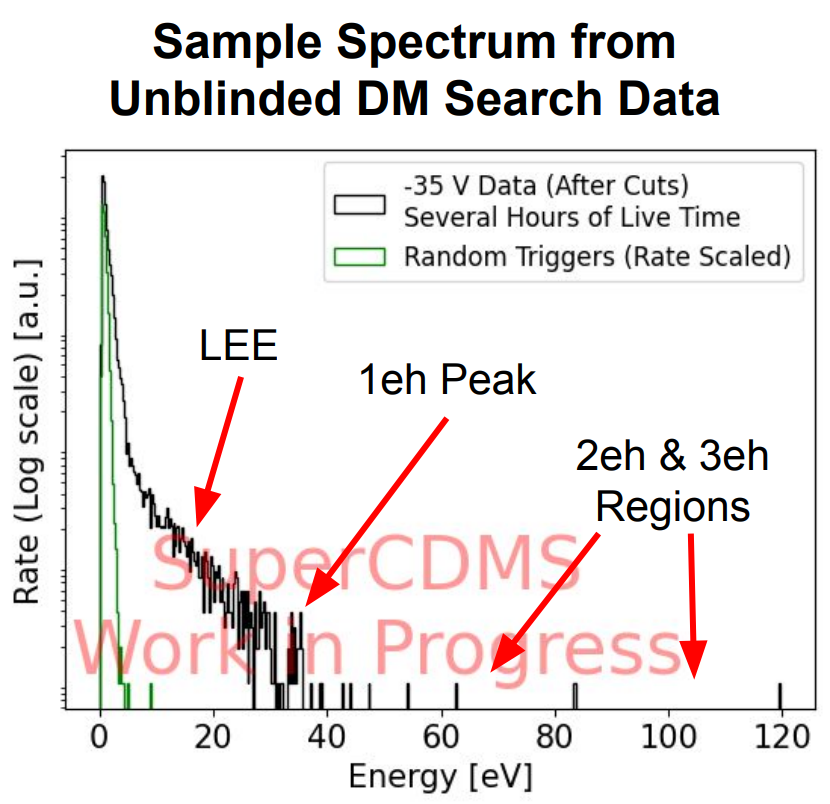 Sample Spectrum from
Unblinded DM Search Data
-35 V Data (After Cuts)
Several Hours of Live Time
Random Triggers (Rate Scaled)
LEE
1eh Peak
2eh & 3eh
Regions
SuperCDMS
Work in Progress
Rate (Log scale) [a.u.]
0 20 40 60 80 100 120
Energy [eV]